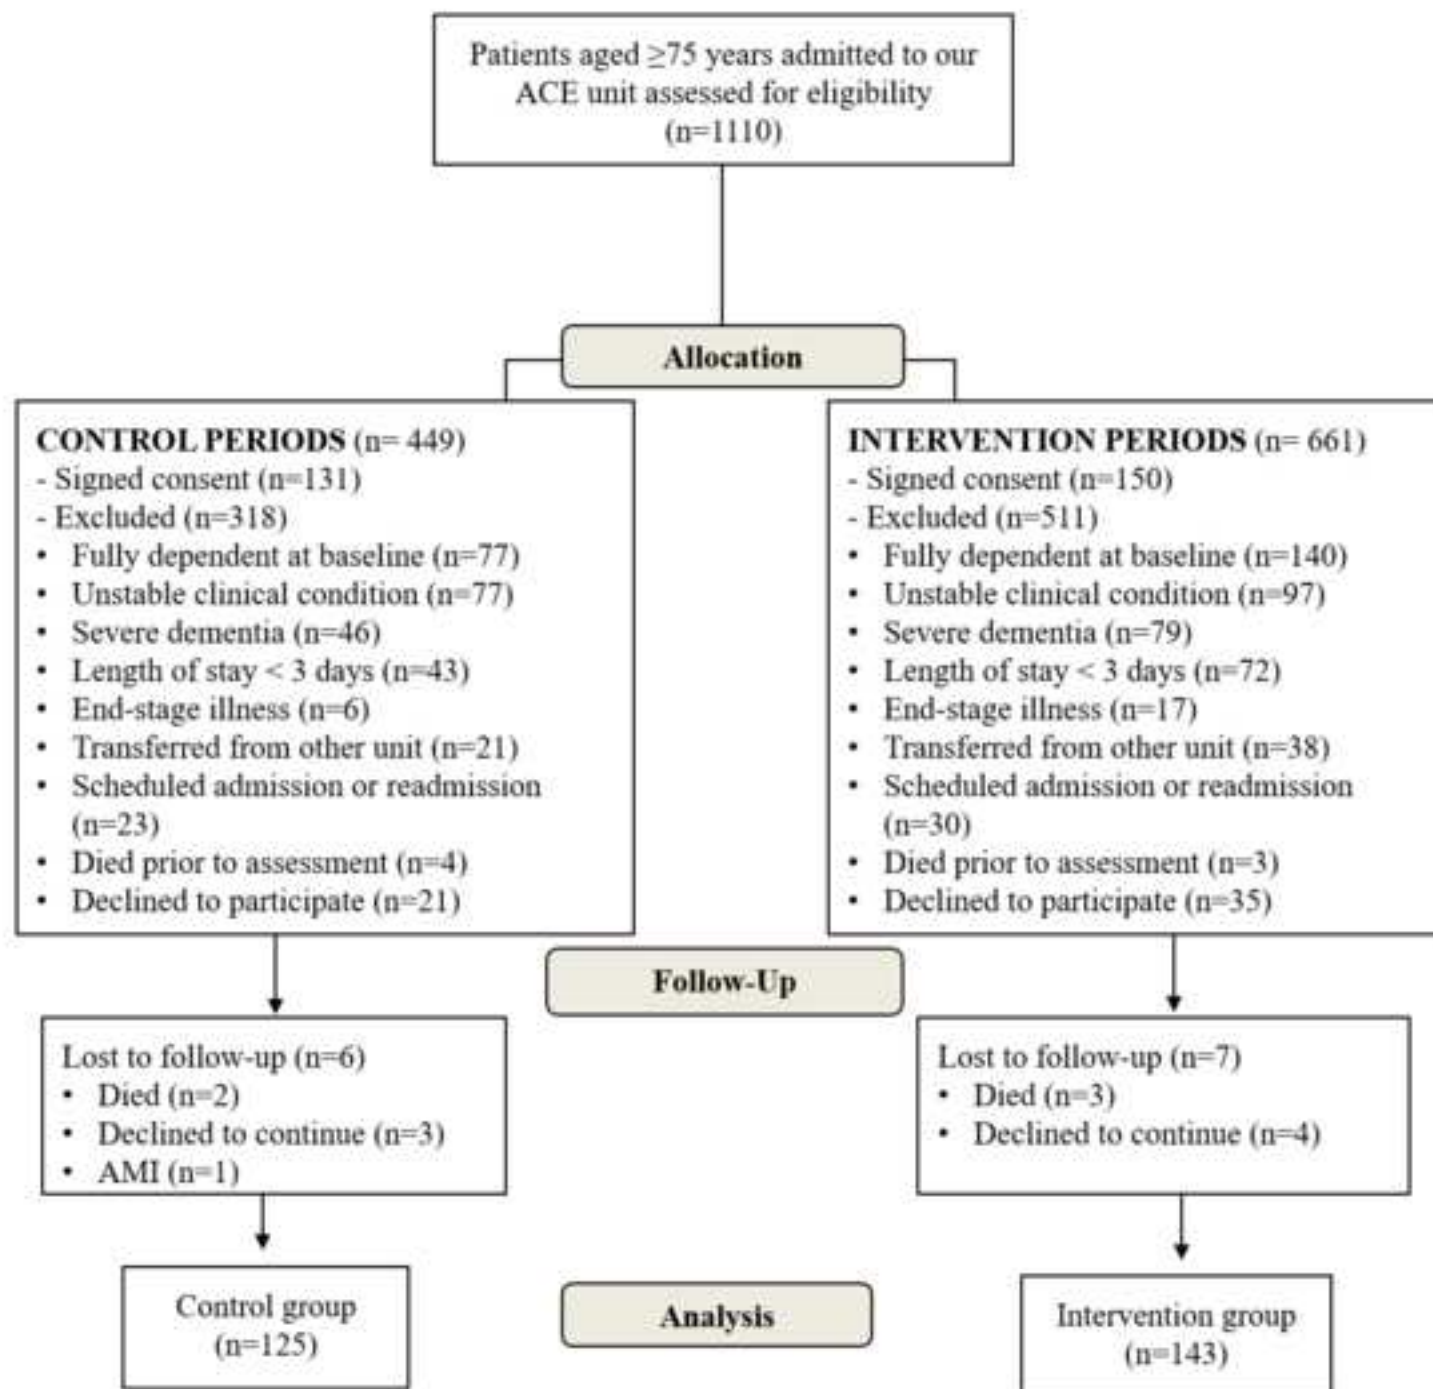 Patients aged ≥75 years admitted to our
ACE unit assessed for eligibility
(n=1110)
Allocation
CONTROL PERIODS (n= 449)
- Signed consent (n=131)
- Excluded (n=318)
• Fully dependent at baseline (n=77)
• Unstable clinical condition (n=77)
• Severe dementia (n=46)
• Length of stay < 3 days (n=43)
• End-stage illness (n=6)
• Transferred from other unit (n=21)
• Scheduled admission or readmission
(n=23)
• Died prior to assessment (n=4)
• Declined to participate (n=21)
INTERVENTION PERIODS (n= 661)
- Signed consent (n=150)
- Excluded (n=511)
• Fully dependent at baseline (n=140)
• Unstable clinical condition (n=97)
• Severe dementia (n=79)
• Length of stay < 3 days (n=72)
• End-stage illness (n=17)
• Transferred from other unit (n=38)
• Scheduled admission or readmission
(n=30)
• Died prior to assessment (n=3)
• Declined to participate (n=35)
Follow-Up
Lost to follow-up (n=6)
• Died (n=2)
• Declined to continue (n=3)
• AMI (n=1)
Lost to follow-up (n=7)
• Died (n=3)
• Declined to continue (n=4)
Control group
(n=125)
Analysis
Intervention group
(n=143)